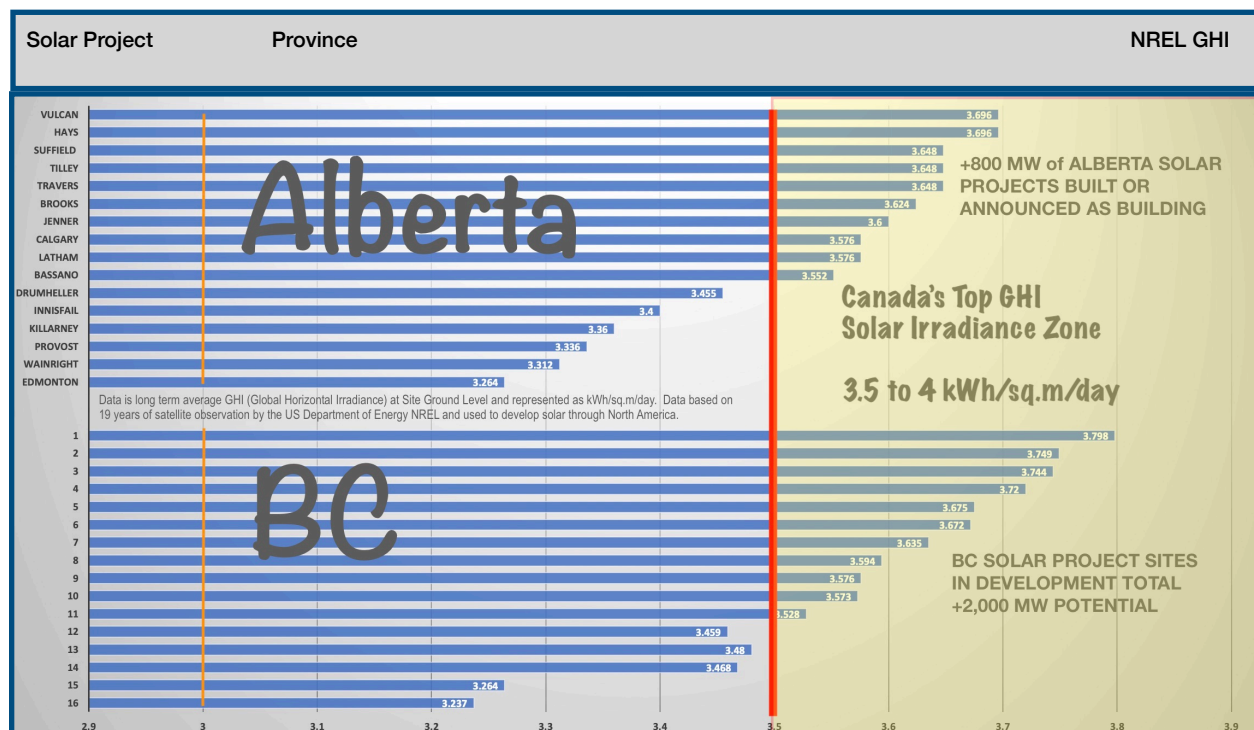 Solar Project Province NREL GHI
VULCAN 3.696
HAYS 3.696
SUFFIELD 3.648
TILLEY 3.648
TRAVERS 3.648
BROOKS 3.624
JENNER 3.6
CALGARY 3.576
LATHAM 3.576
BASSANO 3.552
DRUMHELLER 3.455
INNISFAIL 3.4
KILLARNEY 3.36
PROVOST 3.336
WAINRIGHT 3.312
EDMONTON 3.264
Alberta
+800 MW of ALBERTA SOLAR
PROJECTS BUILT OR
ANNOUNCED AS BUILDING
Canada's Top GHI
Solar Irradiance Zone
3.5 to 4 kWh/sq.m/day
Data is long term average GHI (Global Horizontal Irradiance) at Site Ground Level and represented as kWh/sq.m/day. Data based on
19 years of satellite observation by the US Department of Energy NREL and used to develop solar through North America.
1 3.798
2 3.749
3 3.744
4 3.72
5 3.675
6 3.672
7 3.635
8 3.594
9 3.576
10 3.573
11 3.528
12 3.459
13 3.48
14 3.468
15 3.264
16 3.237
BC
BC SOLAR PROJECT SITES
IN DEVELOPMENT TOTAL
+2,000 MW POTENTIAL
2.9 3 3.1 3.2 3.3 3.4 3.5 3.6 3.7 3.8 3.9